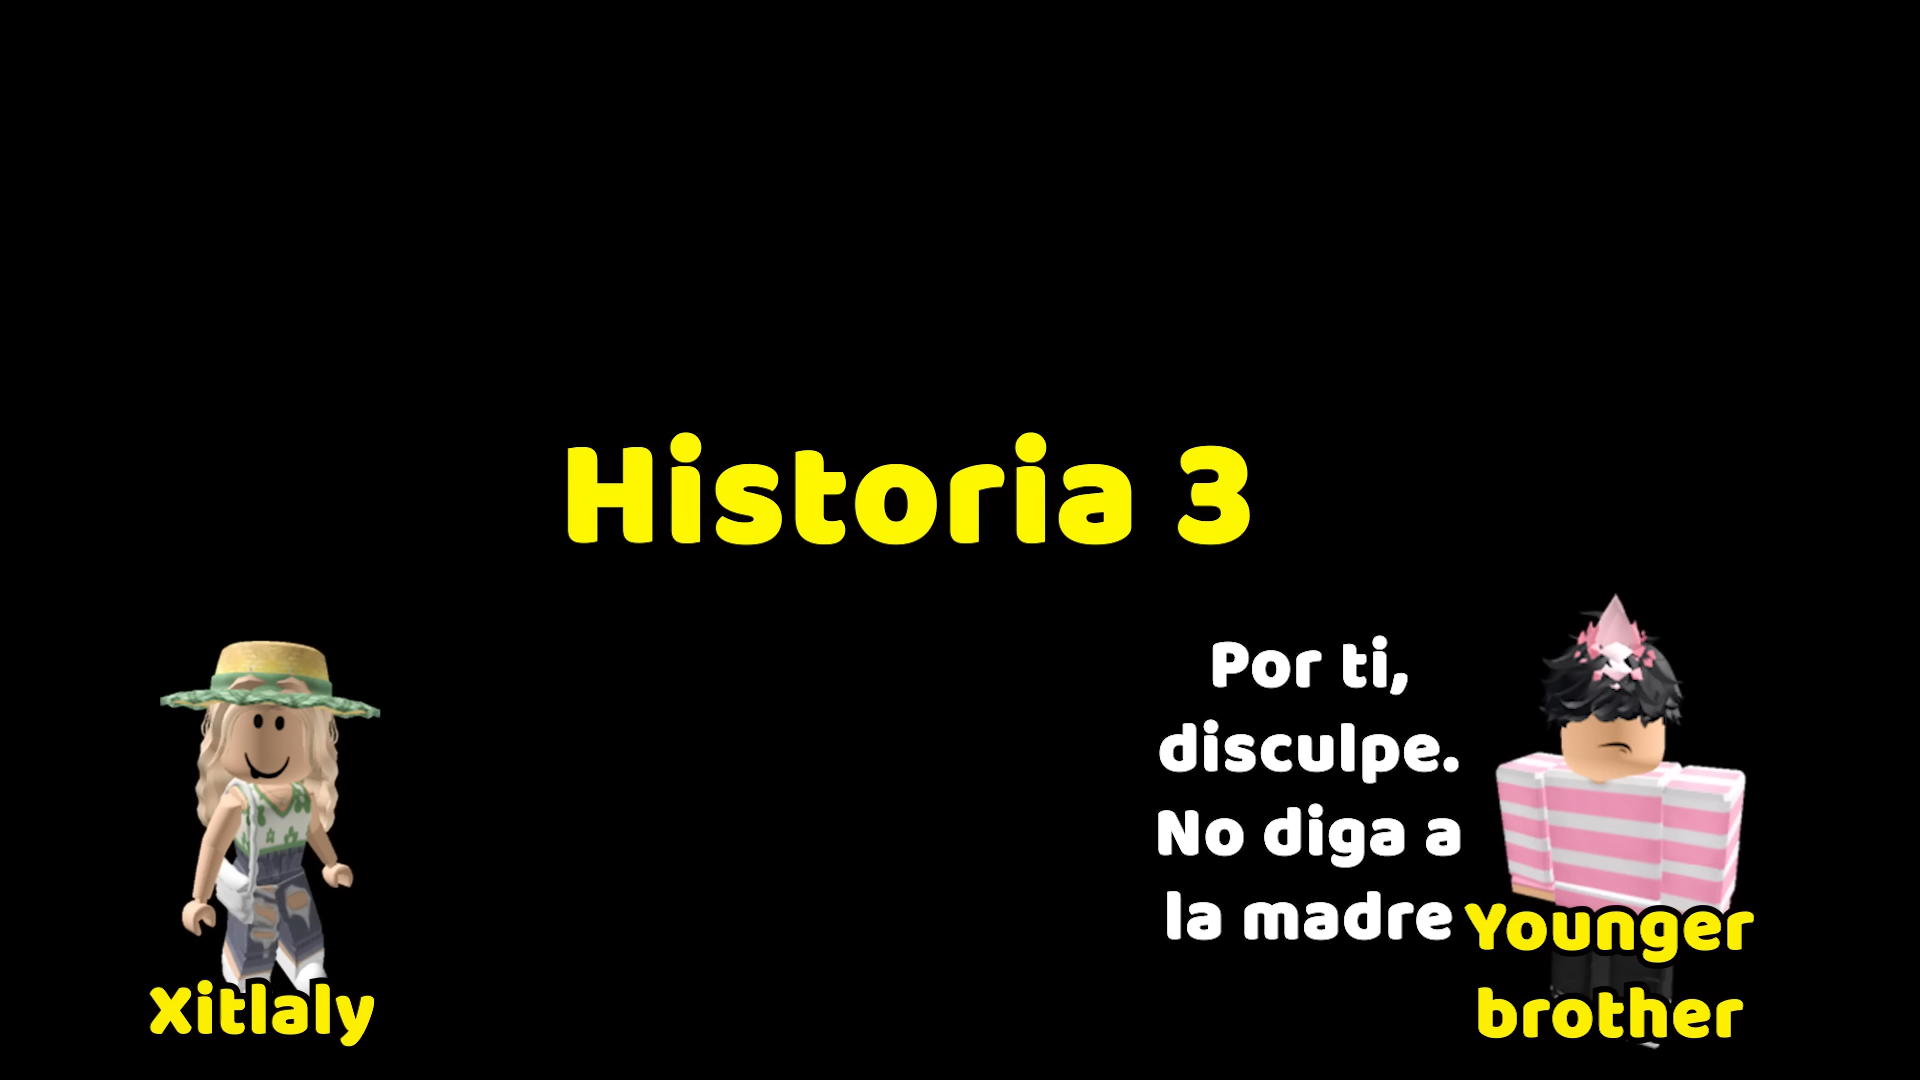 Historia 3
Por ti,
disculpe.
No diga a
la madre
Younger
brother
Xitlaly